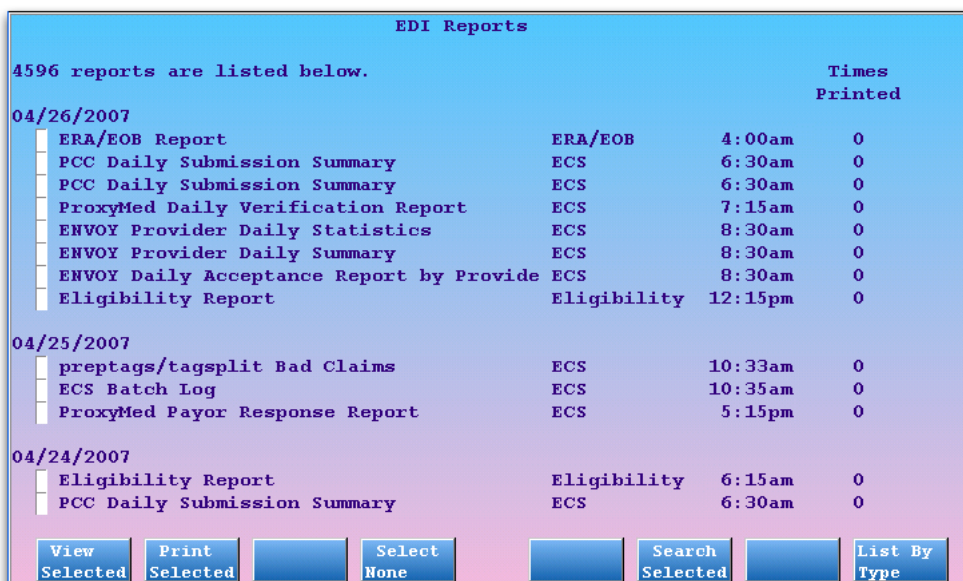 EDI Reports
4596 reports are listed below. Times
Printed
04/26/2007
ERA/EOB Report ERA/EOB 4:00am 0
PCC Daily Submission Summary ECS 6:30am 0
PCC Daily Submission Summary ECS 6:30am 0
ProxyMed Daily Verification Report ECS 7:15am 0
ENVOY Provider Daily Statistics ECS 8:30am 0
ENVOY Provider Daily Summary ECS 8:30am 0
ENVOY Daily Acceptance Report by Provide ECS 8:30am 0
Eligibility Report Eligibility 12:15pm 0
04/25/2007
preptags/tagsplit Bad Claims ECS 10:33am 0
ECS Batch Log ECS 10:35am 0
ProxyMed Payor Response Report ECS 5:15pm 0
04/24/2007
Eligibility Report Eligibility 6:15am 0
PCC Daily Submission Summary ECS 6:30am 0
View Print Select Search List By
Selected Selected None Selected Type